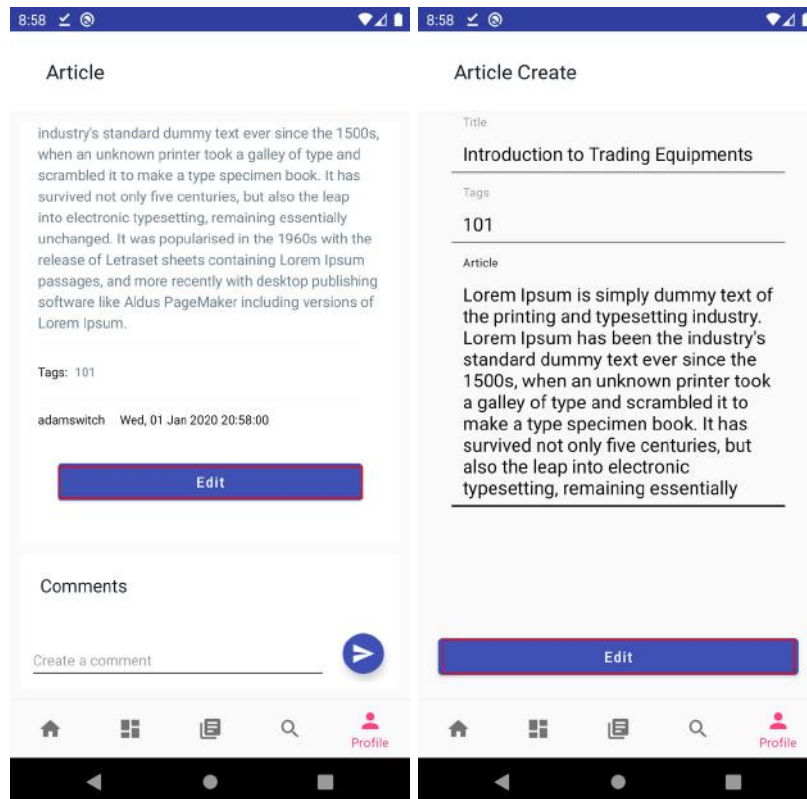 8:58
Article
industry's standard dummy text ever since the 1500s,
when an unknown printer took a galley of type and
scrambled it to make a type specimen book. It has
survived not only five centuries, but also the leap
into electronic typesetting, remaining essentially
unchanged. It was popularised in the 1960s with the
release of Letraset sheets containing Lorem Ipsum
passages, and more recently with desktop publishing
software like Aldus PageMaker including versions of
Lorem Ipsum.
Tags: 101
adamswitch Wed, 01 Jan 2020 20:58:00
Edit
Comments
Create a comment
Profile
8:58
Article Create
Title
Introduction to Trading Equipments
Tags
101
Article
Lorem Ipsum is simply dummy text of
the printing and typesetting industry.
Lorem Ipsum has been the industry's
standard dummy text ever since the
1500s, when an unknown printer took
a galley of type and scrambled it to
make a type specimen book. It has
survived not only five centuries, but
also the leap into electronic
typesetting, remaining essentially
Edit
Profile